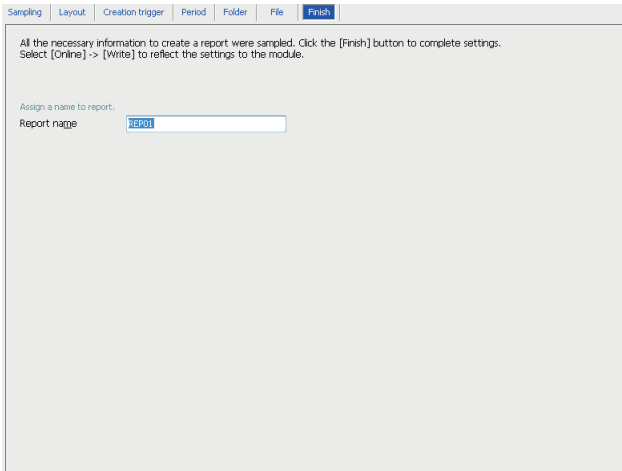 Sampling Layout Creation trigger Period Folder File Finish
All the necessary information to create a report were sampled. Click the [Finish] button to complete settings.
Select [Online] -> [Write] to reflect the settings to the module.
Assign a name to report.
Report name REP01